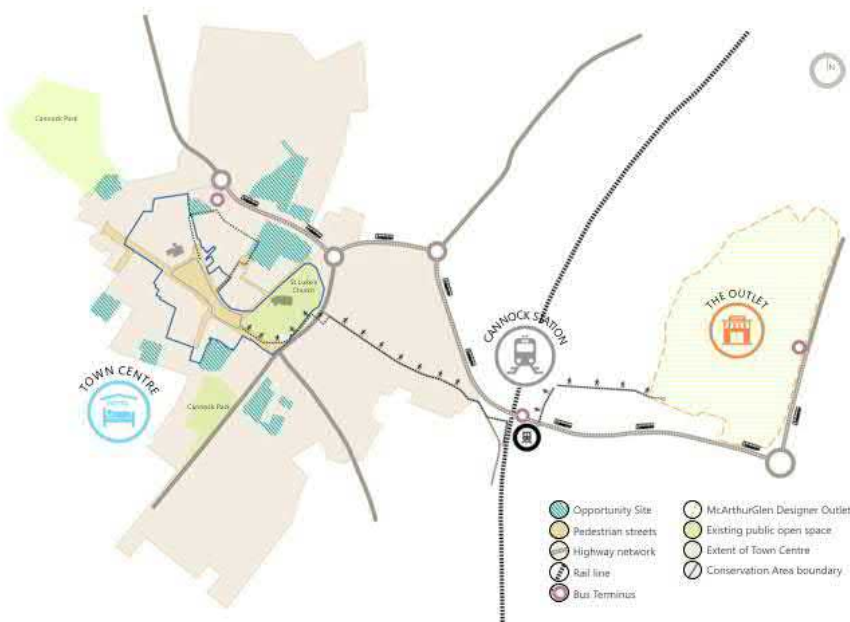 N
Cannock Park
St Luke's
Church
CANNOCK STATION
THE OUTLET
TOWN CENTRE
HOTEL
Cannock Park
Opportunity Site
Pedestrian streets
Highway network
Rail line
Bus Terminus
McArthurGlen Designer Outlet
Existing public open space
Extent of Town Centre
Conservation Area boundary